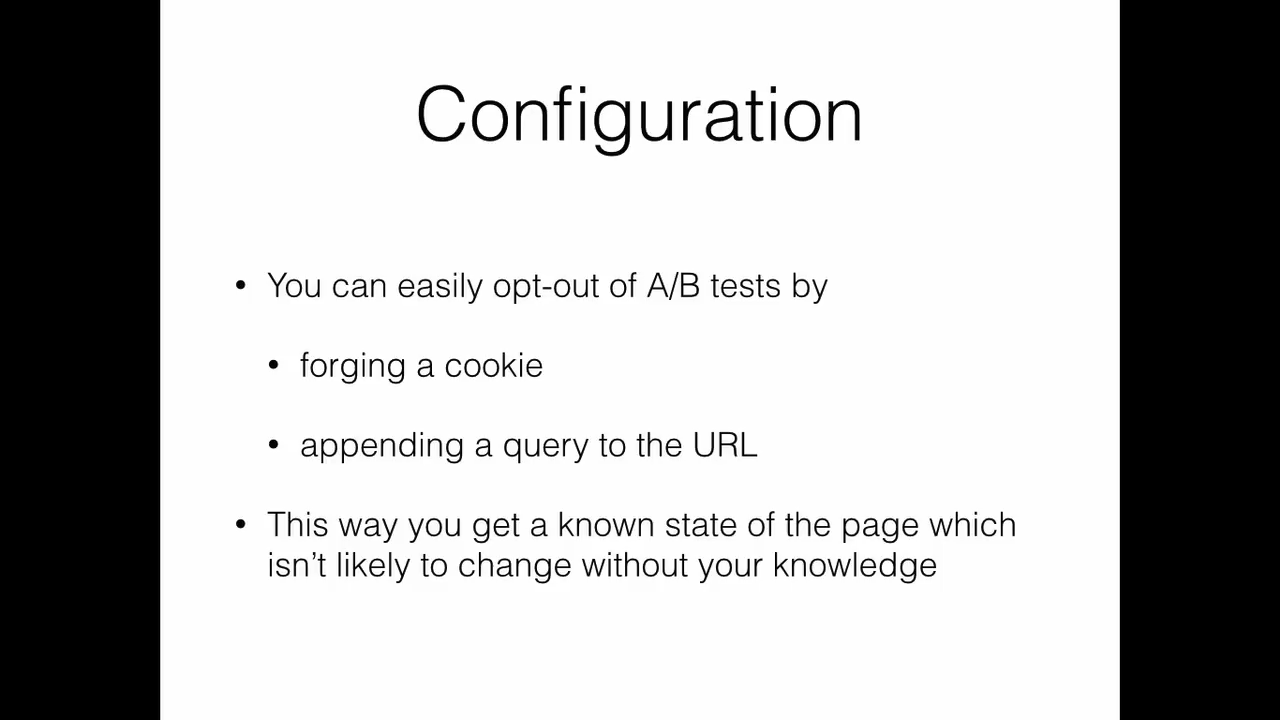 Configuration
• You can easily opt-out of A/B tests by
• forging a cookie
• appending a query to the URL
• This way you get a known state of the page which
isn’t likely to change without your knowledge